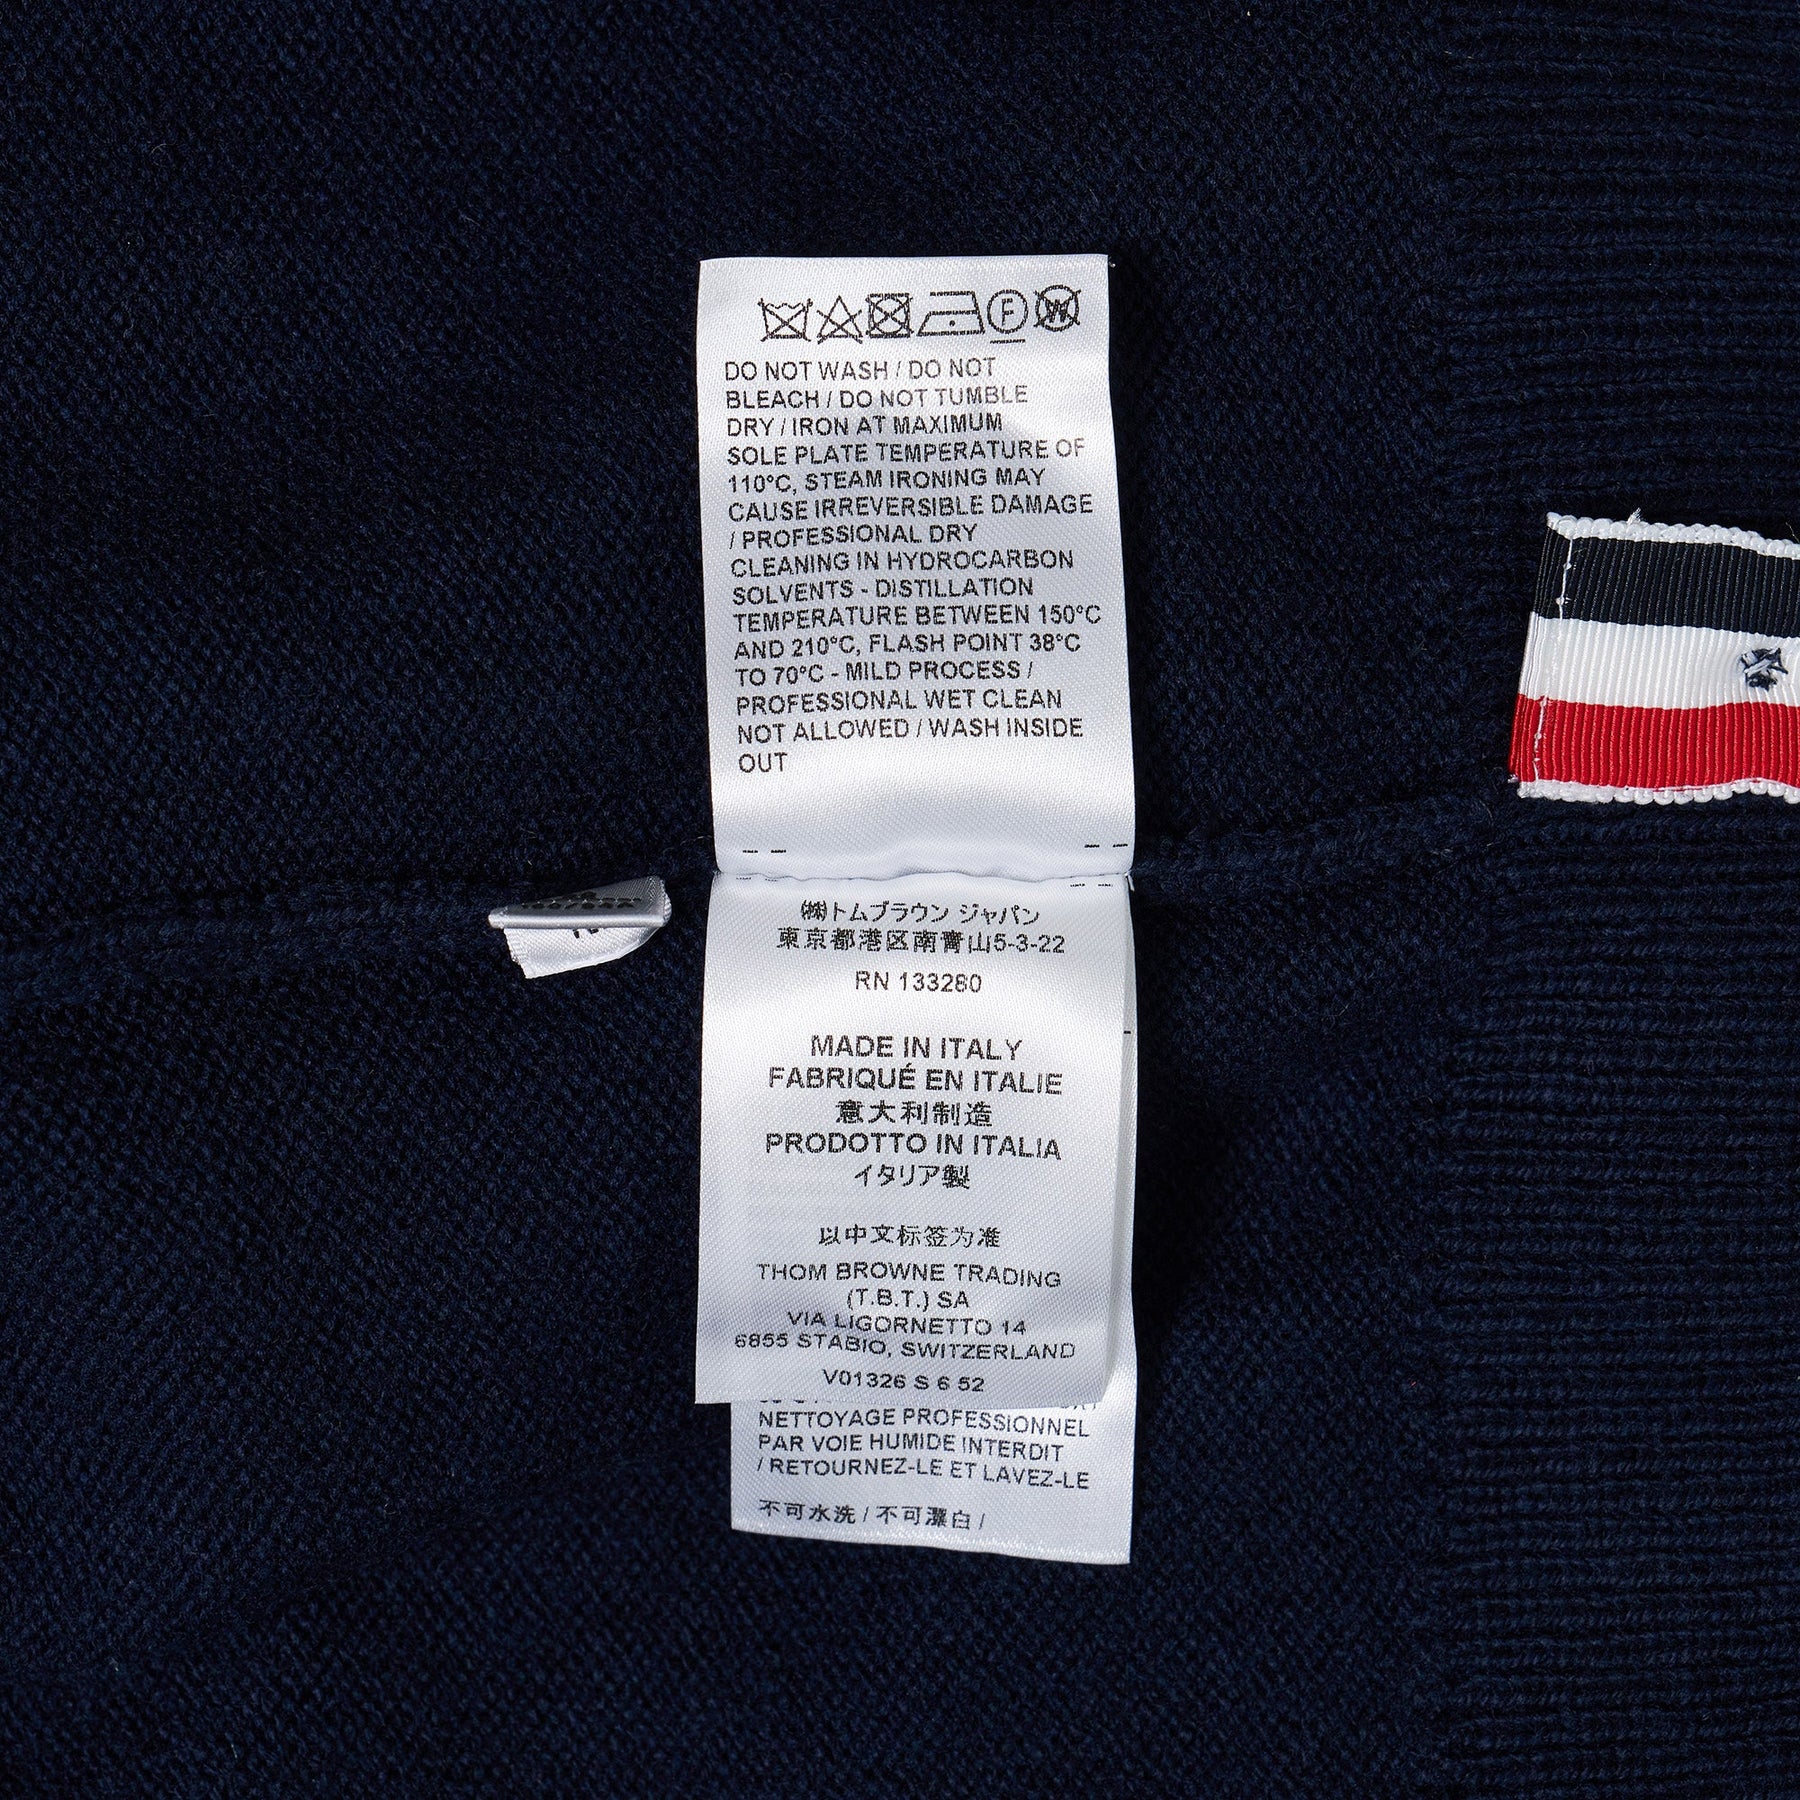 F W
DO NOT WASH / DO NOT
BLEACH / DO NOT TUMBLE
DRY / IRON AT MAXIMUM
SOLE PLATE TEMPERATURE OF
110°C, STEAM IRONING MAY
CAUSE IRREVERSIBLE DAMAGE
/ PROFESSIONAL DRY
CLEANING IN HYDROCARBON
SOLVENTS - DISTILLATION
TEMPERATURE BETWEEN 150°C
AND 210°C, FLASH POINT 38°C
TO 70°C - MILD PROCESS /
PROFESSIONAL WET CLEAN
NOT ALLOWED / WASH INSIDE
OUT
㈱トムブラウン ジャパン
東京都港区南青山5-3-22
RN 133280
MADE IN ITALY
FABRIQUÉ EN ITALIE
意大利制造
PRODOTTO IN ITALIA
イタリア製
以中文标签为准
THOM BROWNE TRADING
(T.B.T.) SA
VIA LIGORNETTO 14
6855 STABIO, SWITZERLAND
V01326 S 6 52
NETTOYAGE PROFESSIONNEL
PAR VOIE HUMIDE INTERDIT
/ RETOURNEZ-LE ET LAVEZ-LE
不可水洗 / 不可漂白 /